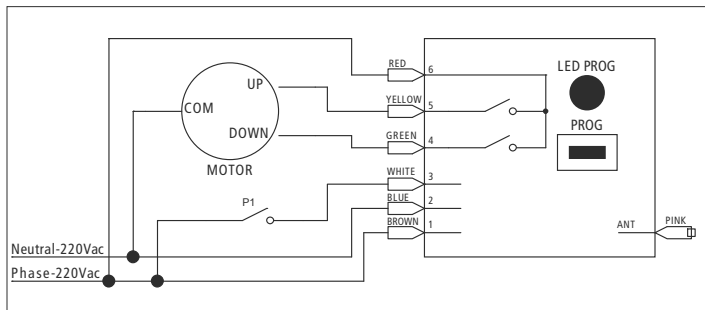 RED
6
LED PROG
UP
YELLOW
5
COM
PROG
GREEN
4
DOWN
MOTOR
WHITE
3
P1
BLUE
2
BROWN
1
ANT
PINK
Neutral-220Vac
Phase-220Vac